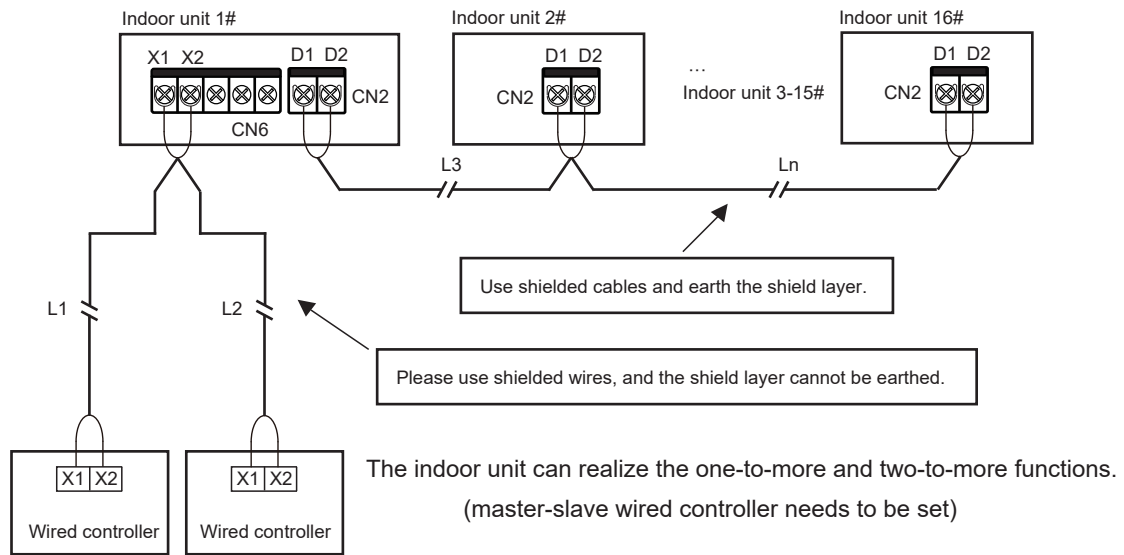 Indoor unit 1#
Indoor unit 2#
Indoor unit 16#
X1 X2
D1 D2
CN2
CN6
D1 D2
CN2
...
Indoor unit 3-15#
D1 D2
CN2
L3
Ln
Use shielded cables and earth the shield layer.
L1
L2
Please use shielded wires, and the shield layer cannot be earthed.
X1 X2
Wired controller
X1 X2
Wired controller
The indoor unit can realize the one-to-more and two-to-more functions.
(master-slave wired controller needs to be set)